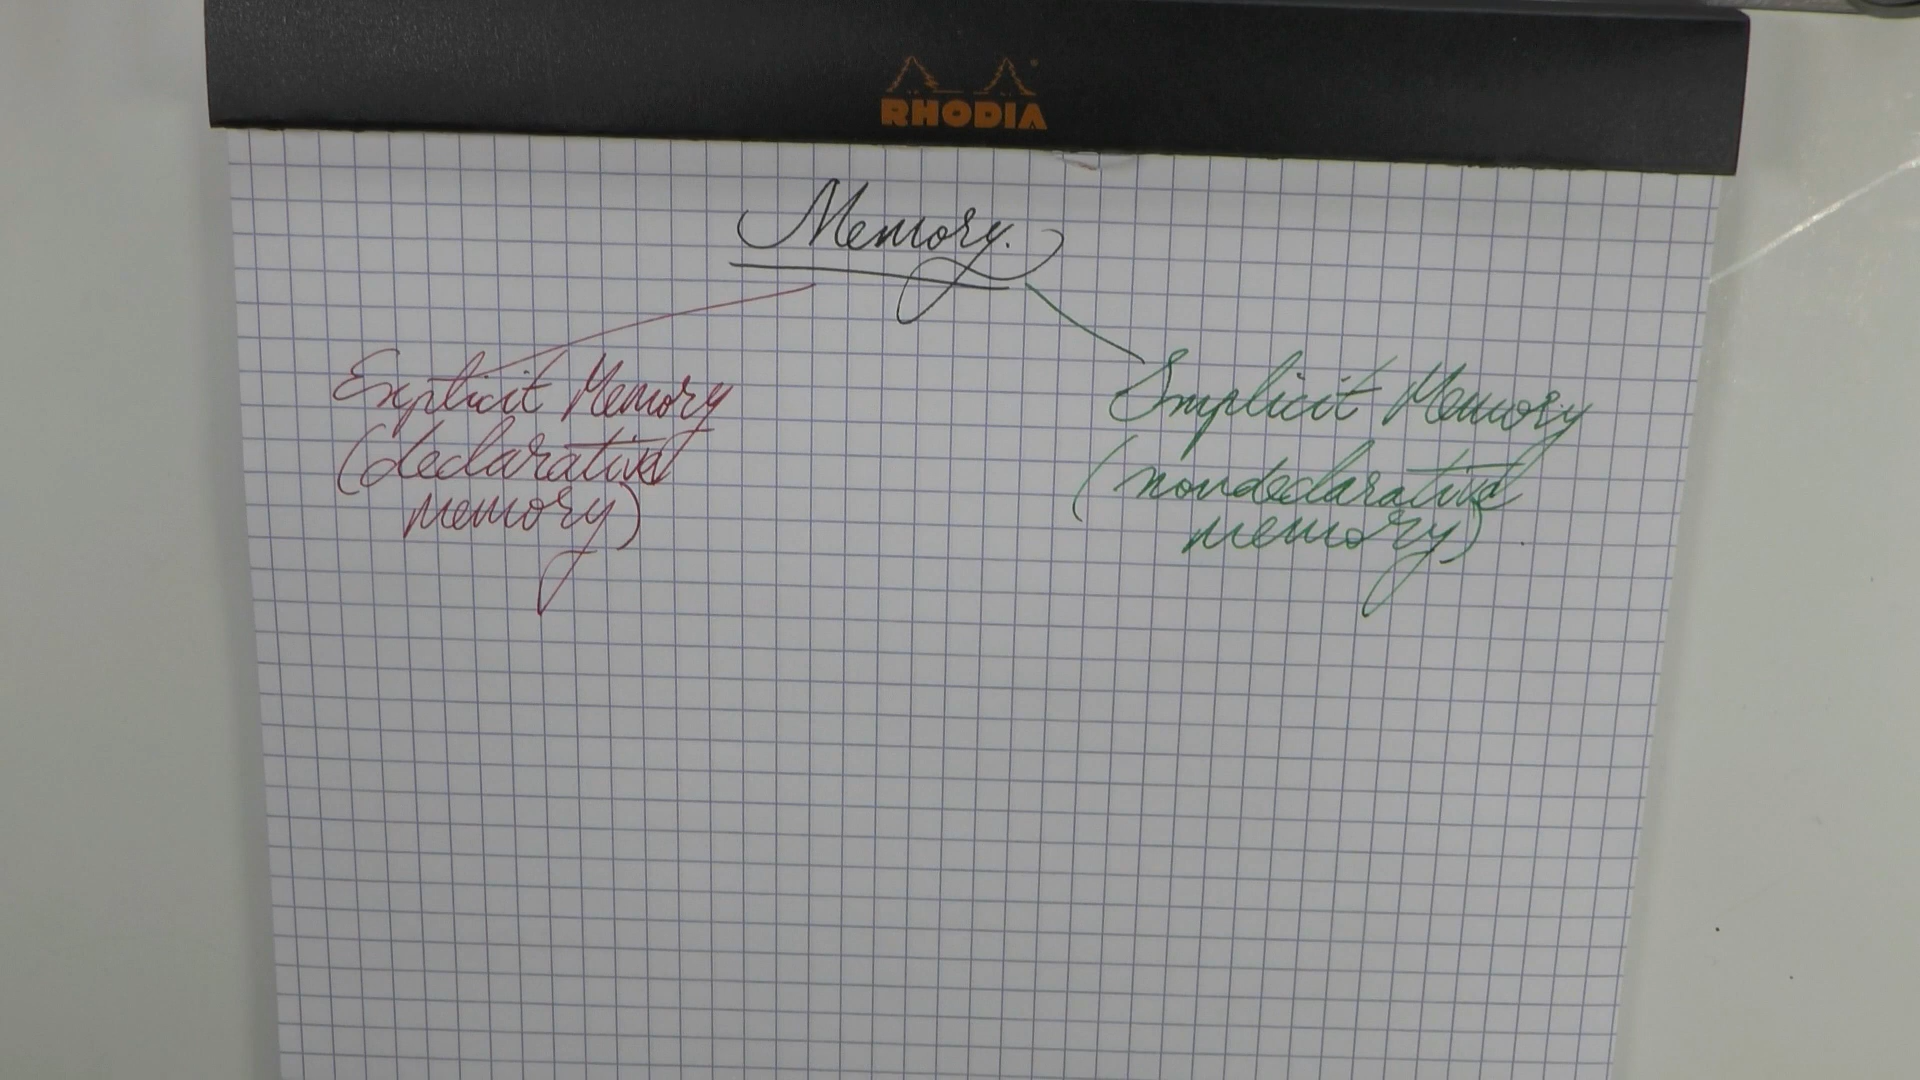 RHODIA
Memory.
Explicit Memory
(declarative
memory)
Implicit Memory
(nondeclarative
memory)